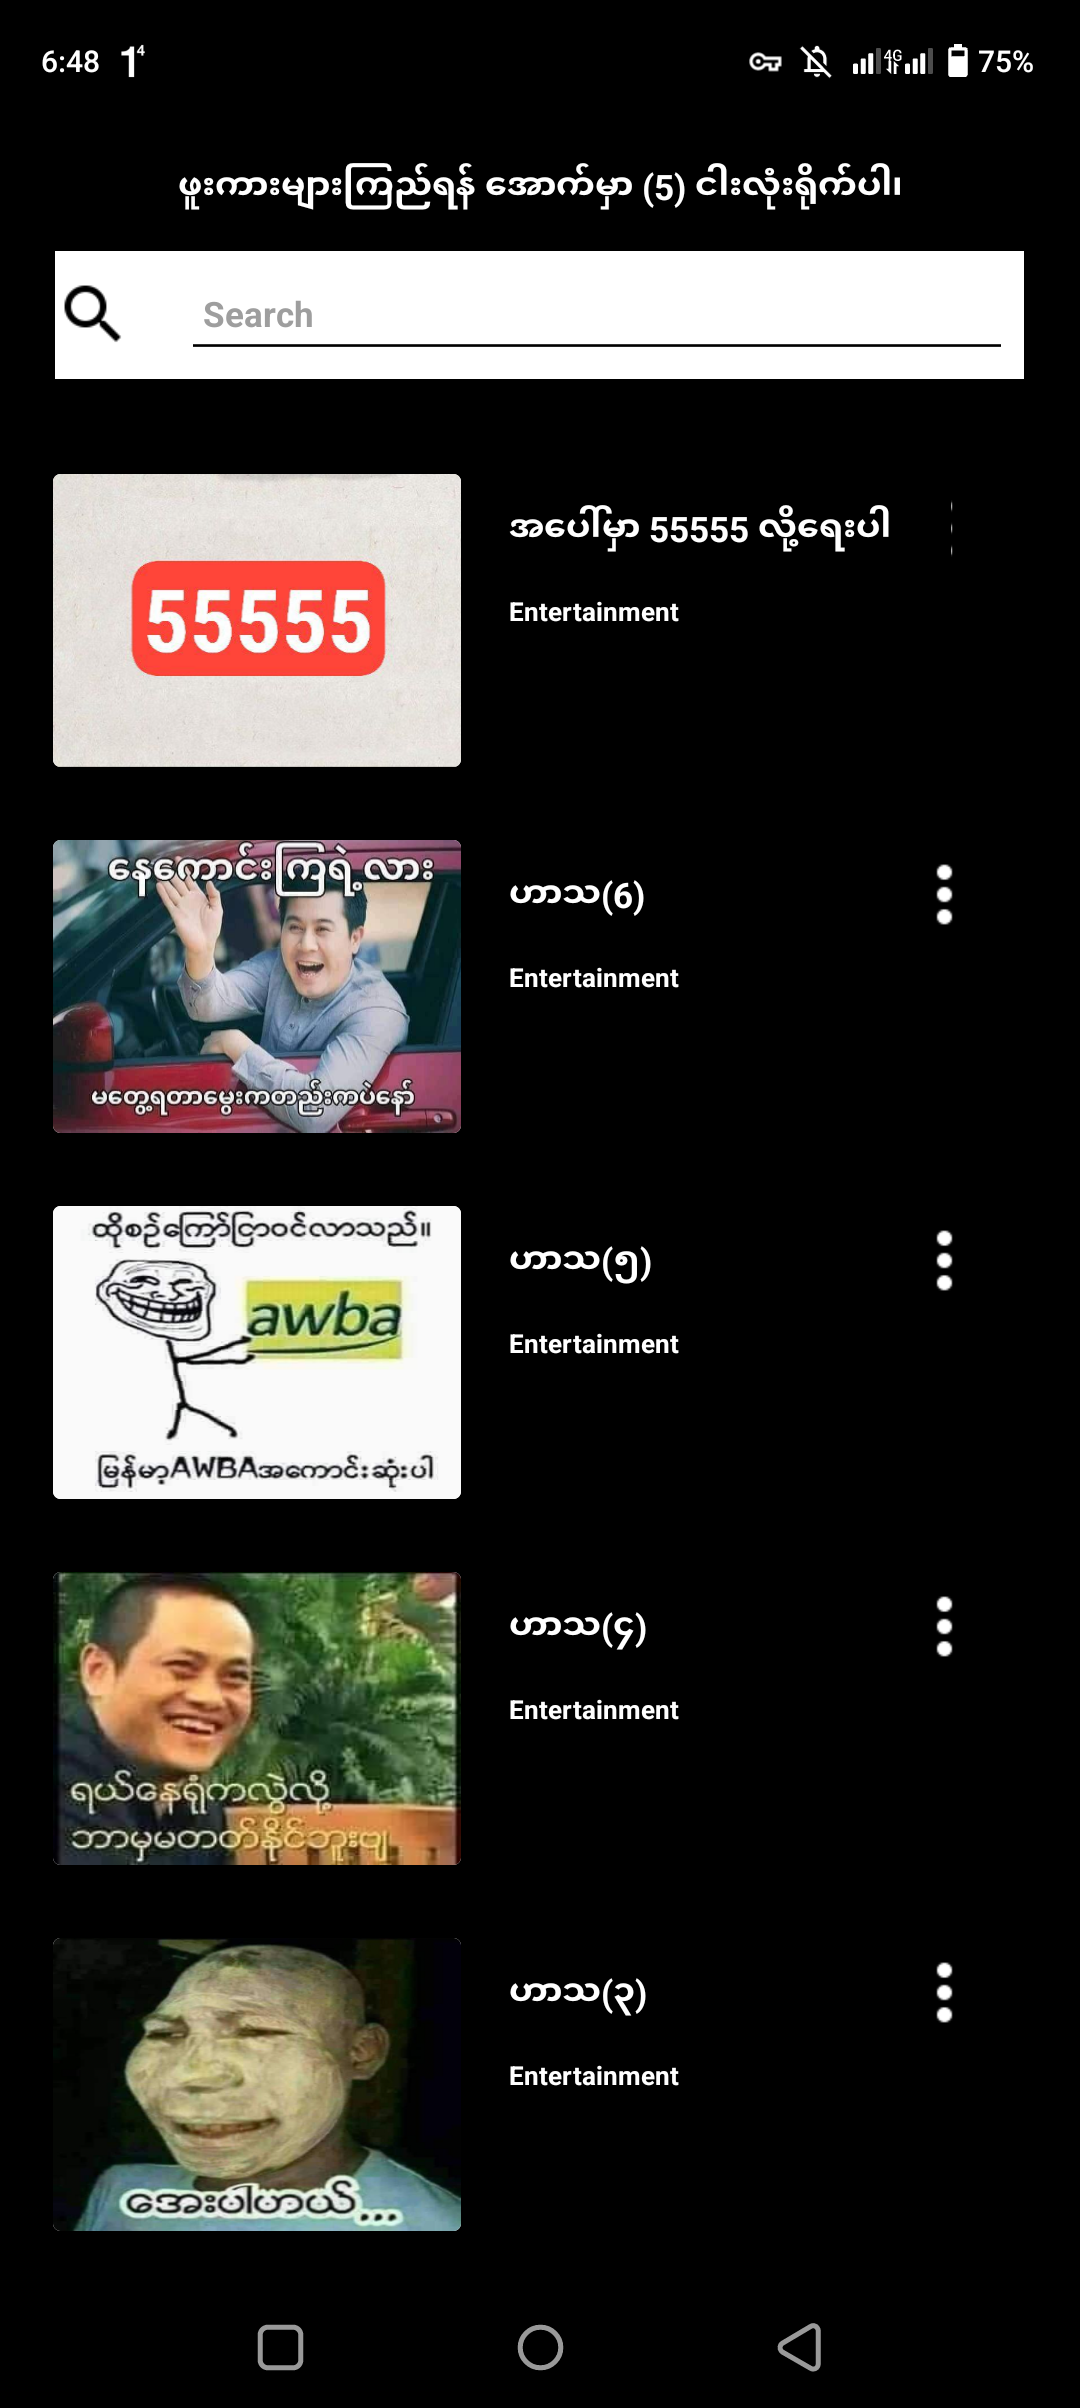 6:48 1⁴ 4G 75%
ဖူးကားများကြည်ရန် အောက်မှာ (5) ငါးလုံးရိုက်ပါ၊
Search
55555
အပေါ်မှာ 55555 လို့ရေးပါ
Entertainment
နေကောင်းကြရဲ့လား
မတွေ့ရတာမွေးကတည်းကပဲနော်
ဟာသ(6)
Entertainment
ထိုစဉ်ကြော်ငြာဝင်လာသည်။
awba
မြန်မာ့AWBAအကောင်းဆုံးပါ
ဟာသ(၅)
Entertainment
ရယ်နေရုံကလွဲလို့
ဘာမှမတတ်နိုင်ဘူးဗျ
ဟာသ(၄)
Entertainment
အေးပါဟယ်...
ဟာသ(၃)
Entertainment